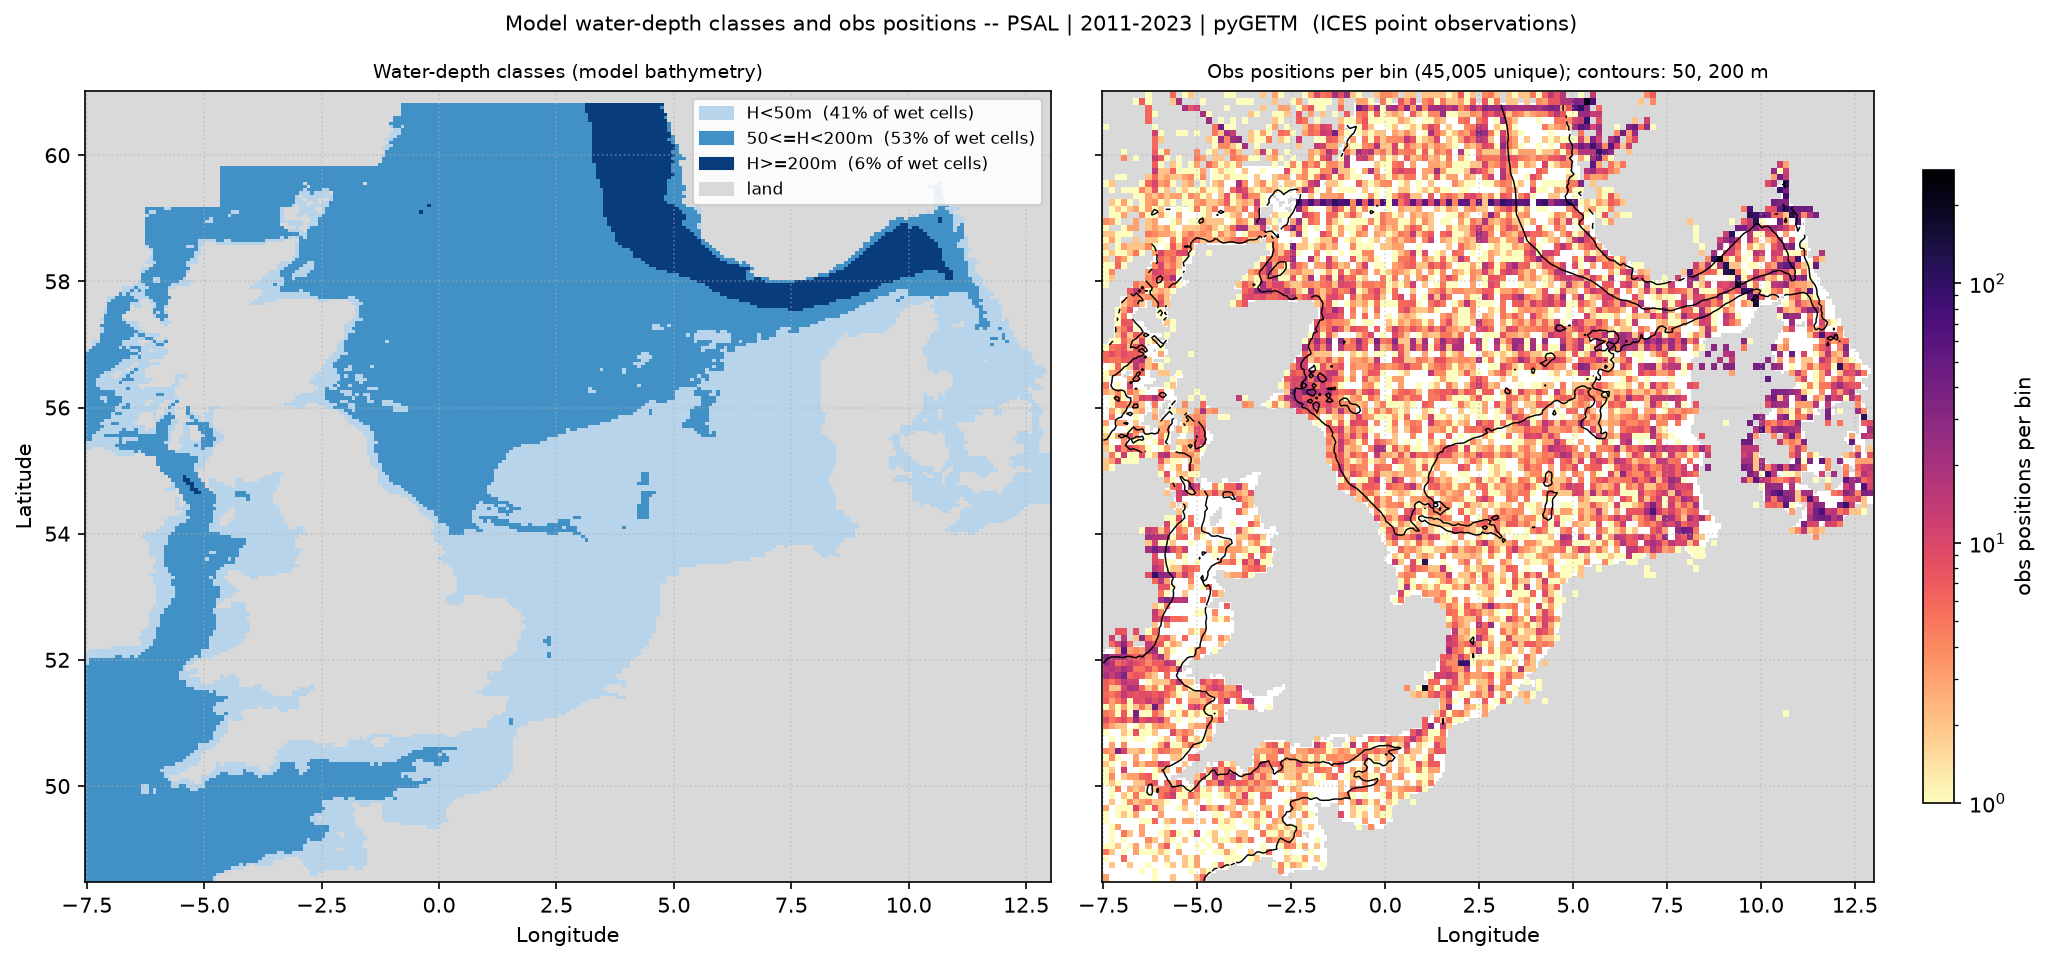 Model water-depth classes and obs positions -- PSAL | 2011-2023 | pyGETM  (ICES point observations)
Water-depth classes (model bathymetry)
H<50m  (41% of wet cells)
50<=H<200m  (53% of wet cells)
H>=200m  (6% of wet cells)
land
60
58
56
54
52
50
Latitude
−7.5
−5.0
−2.5
0.0
2.5
5.0
7.5
10.0
12.5
Longitude
Obs positions per bin (45,005 unique); contours: 50, 200 m
−7.5
−5.0
−2.5
0.0
2.5
5.0
7.5
10.0
12.5
Longitude
10²
10¹
10⁰
obs positions per bin